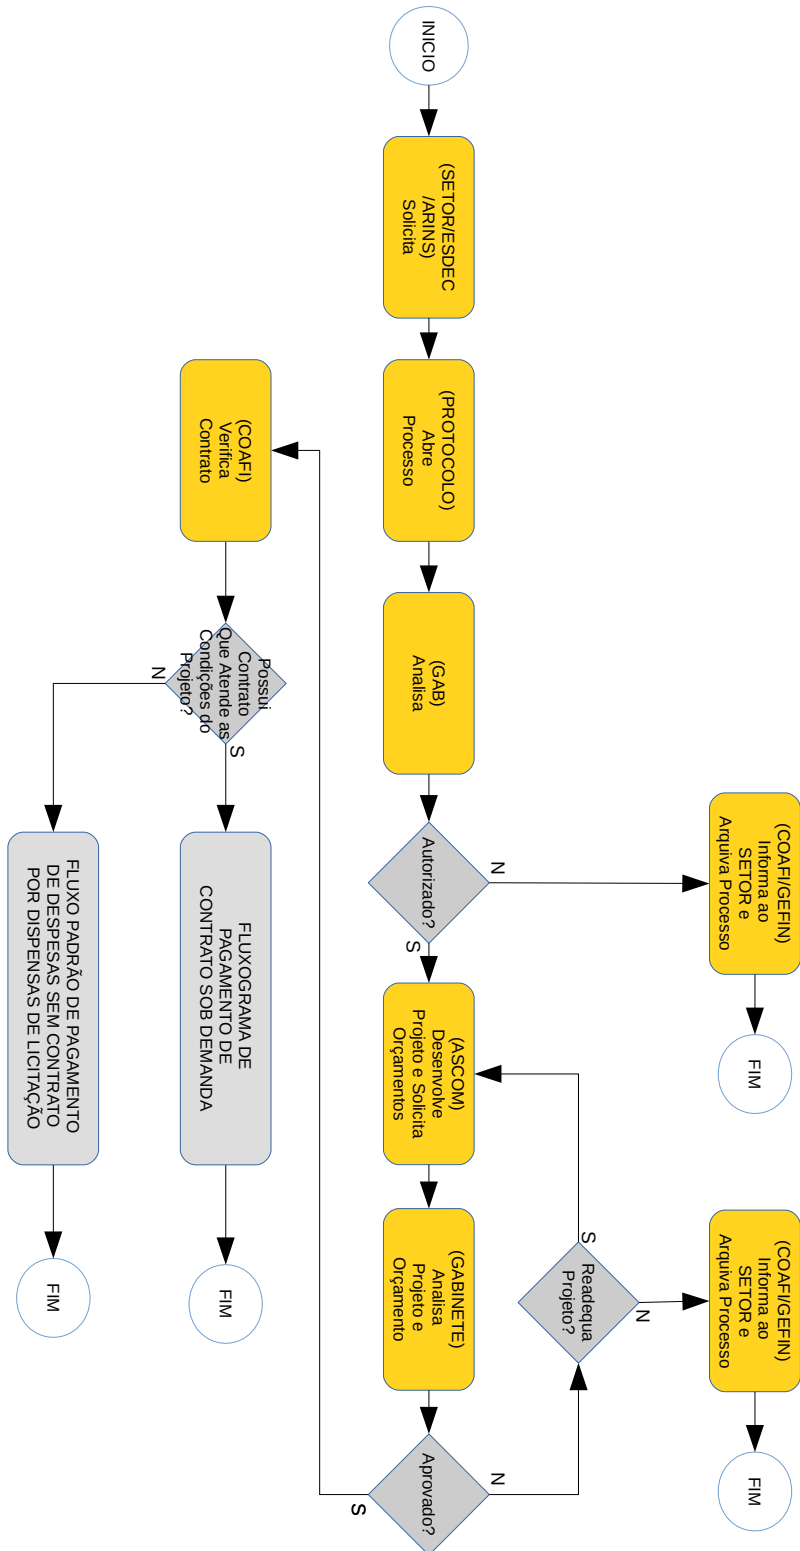 INICIO
(SETOR/ESDEC
/ARINS)
Solicita
(PROTOCOLO)
Abre
Processo
(GAB)
Analisa
Autorizado?
N
S
(COAFI/GEFIN)
Informa ao
SETOR e
Arquiva Processo
FIM
(ASCOM)
Desenvolve
Projeto e Solicita
Orçamentos
(GABINETE)
Analisa
Projeto e
Orçamento
Aprovado?
N
S
Readequa
Projeto?
S
N
(COAFI/GEFIN)
Informa ao
SETOR e
Arquiva Processo
FIM
(COAFI)
Verifica
Contrato
Possui
Contrato
Que Atende as
Condições do
Projeto?
S
N
FLUXOGRAMA DE
PAGAMENTO DE
CONTRATO SOB DEMANDA
FIM
FLUXO PADRÃO DE PAGAMENTO
DE DESPESAS SEM CONTRATO
POR DISPENSAS DE LICITAÇÃO
FIM